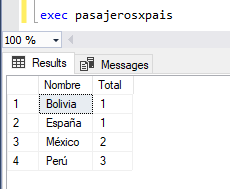 exec pasajerosxpais
100 %
Results Messages
Nombre Total
1 Bolivia 1
2 España 1
3 México 2
4 Perú 3